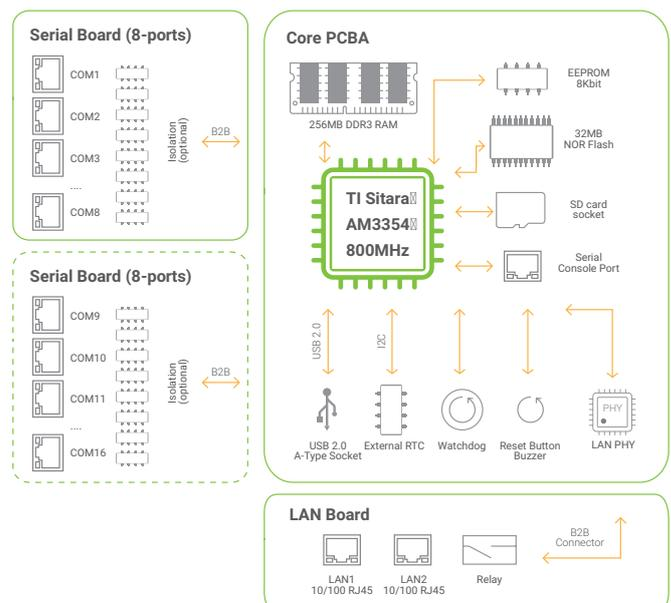 Serial Board (8-ports)
COM1
COM2
COM3
....
COM8
Isolation
(optional)
B2B
Serial Board (8-ports)
COM9
COM10
COM11
....
COM16
Isolation
(optional)
B2B
Core PCBA
256MB DDR3 RAM
EEPROM
8Kbit
32MB
NOR Flash
TI Sitara
AM3354
800MHz
SD card
socket
Serial
Console Port
USB 2.0
I2C
PHY
USB 2.0
A-Type Socket
External RTC
Watchdog
Reset Button
Buzzer
LAN PHY
LAN Board
B2B
Connector
LAN1
10/100 RJ45
LAN2
10/100 RJ45
Relay